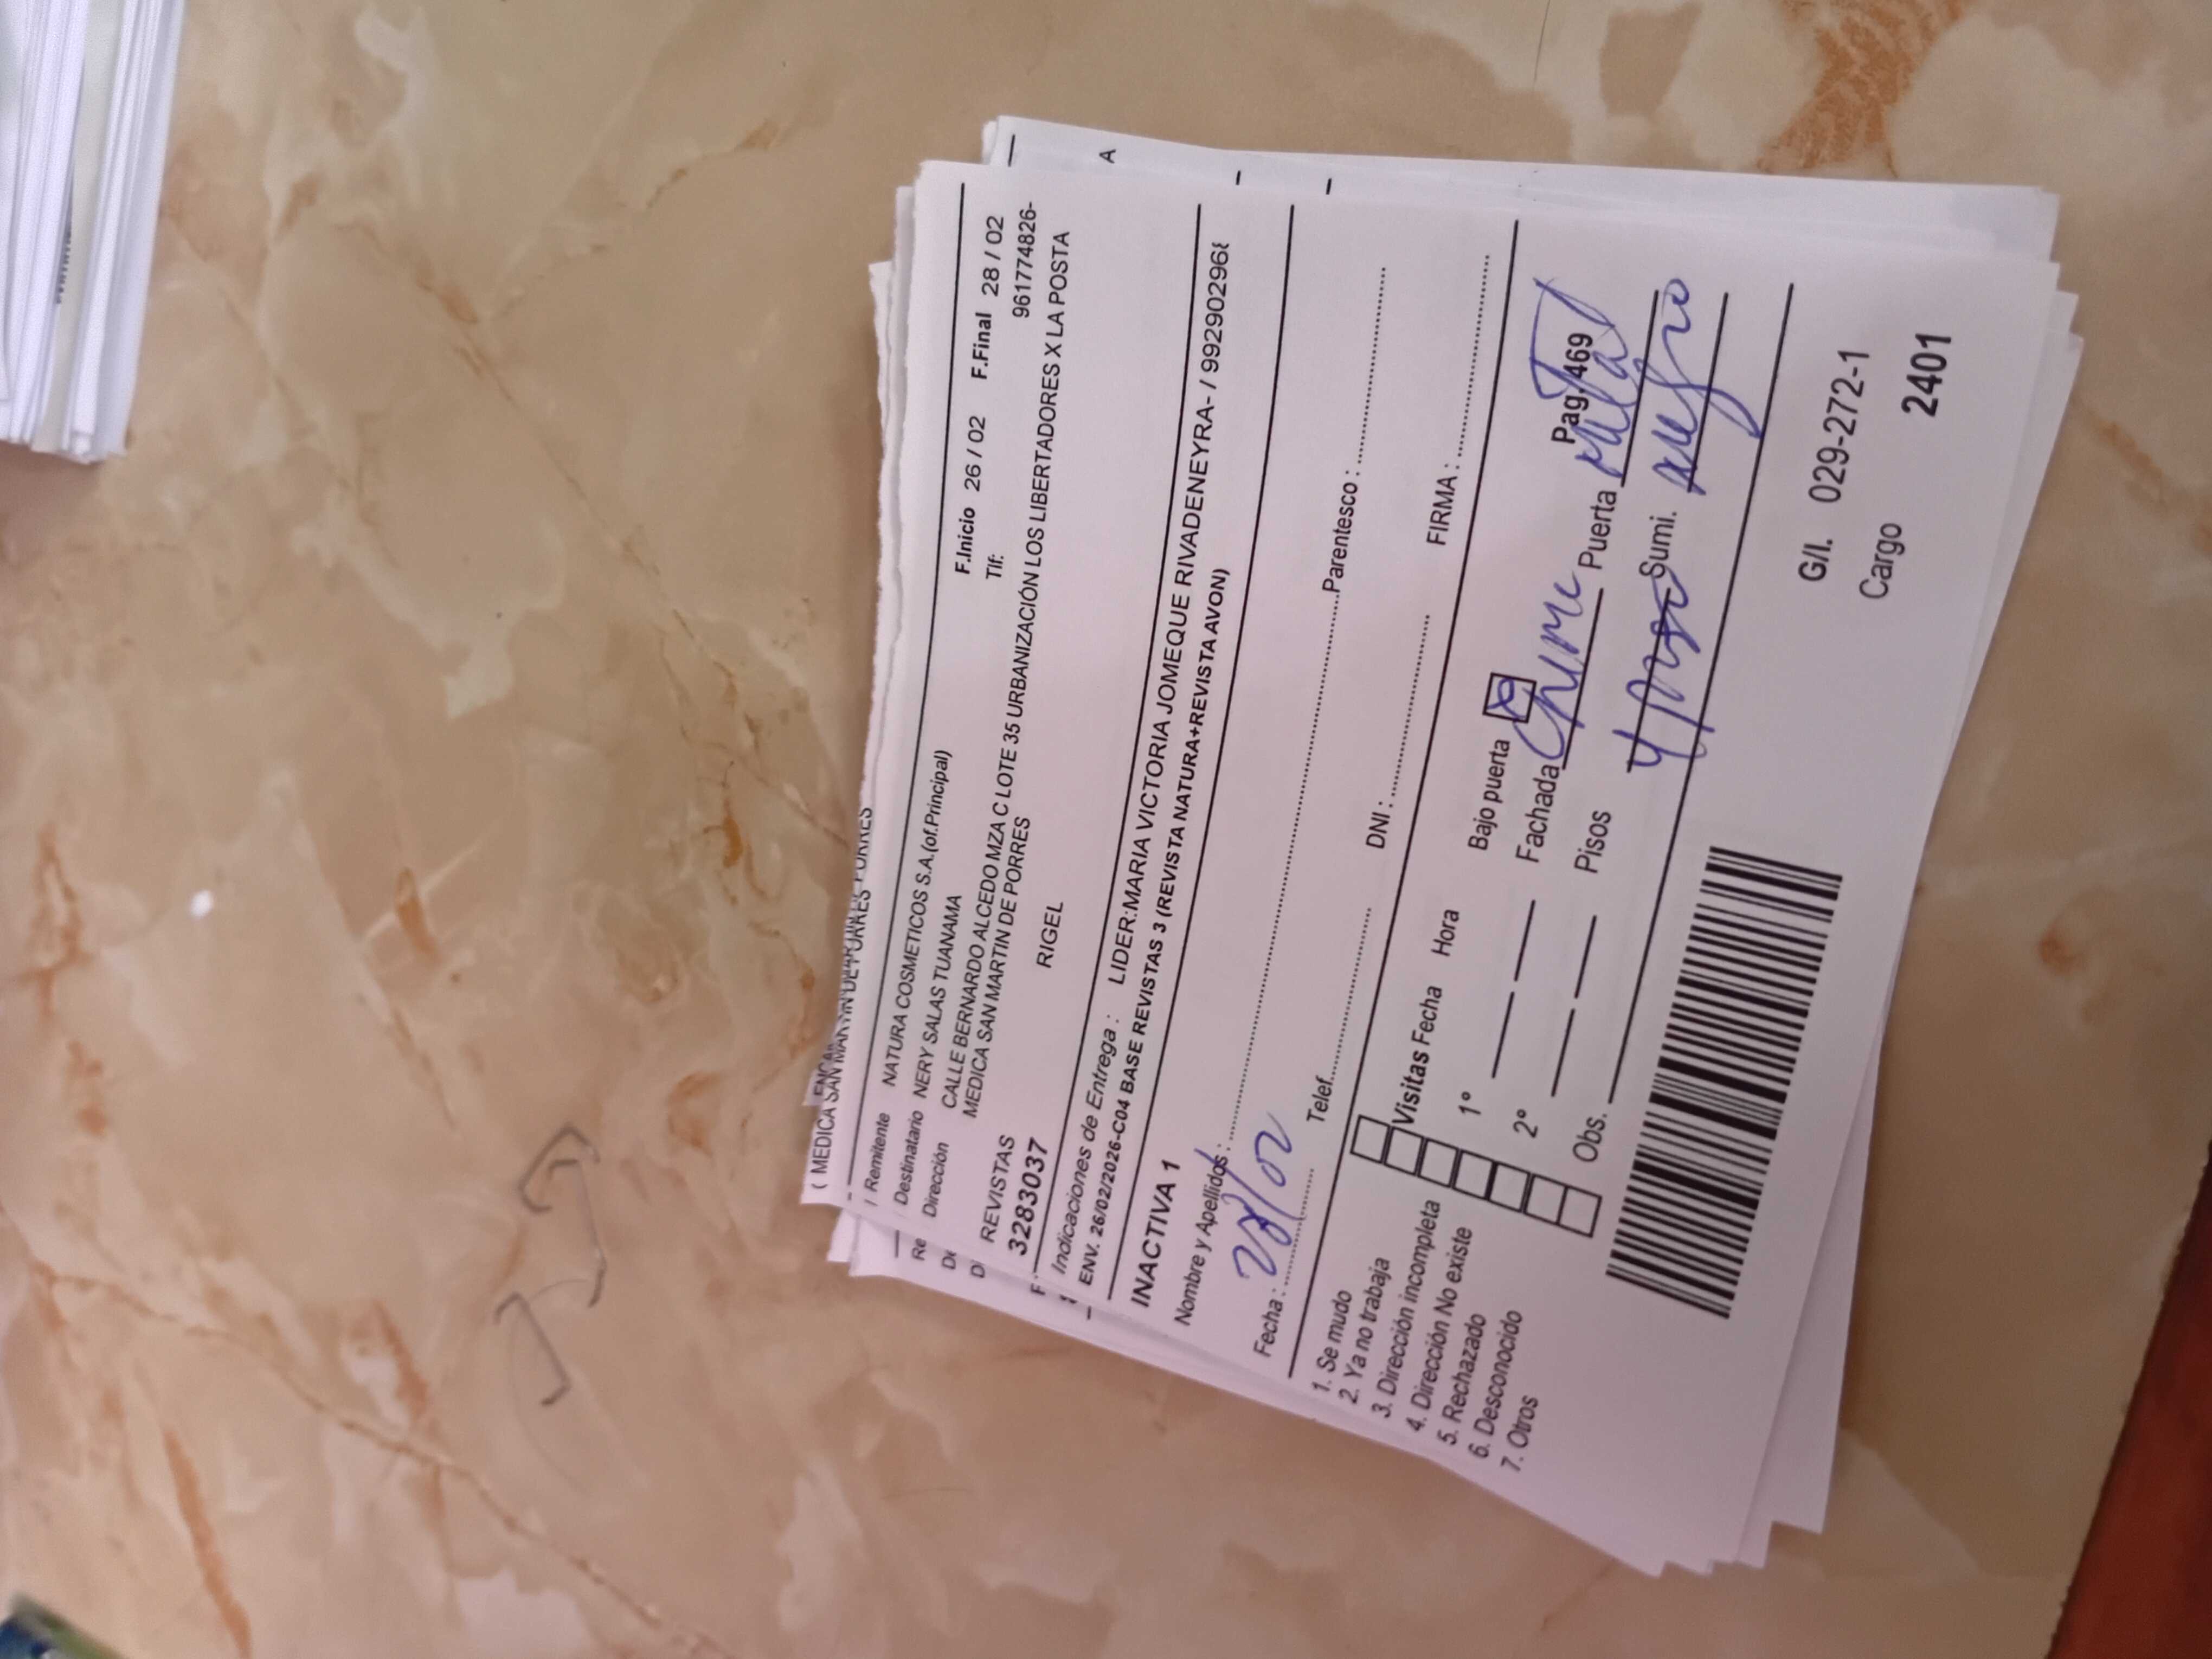 ( MEDICA SAN MARTIN DE PORRES
Remitente NATURA COSMETICOS S.A.(of.Principal) F.Inicio 26 / 02 F.Final 28 / 02
Destinatario NERY SALAS TUANAMA Tlf: 961774826-
Dirección CALLE BERNARDO ALCEDO MZA C LOTE 35 URBANIZACIÓN LOS LIBERTADORES X LA POSTA
MEDICA SAN MARTIN DE PORRES
REVISTAS RIGEL
32883037
Indicaciones de Entrega : LIDER:MARIA VICTORIA JOMEQUE RIVADENEYRA- / 99290296
ENV. 26/02/2026-C04 BASE REVISTAS 3 (REVISTA NATURA+REVISTA AVON)
INACTIVA 1
Nombre y Apellidos : Parentesco :
Fecha : 28/02 Telef. DNI : FIRMA :
1. Se mudo
2. Ya no trabaja
3. Dirección incompleta
4. Dirección No existe
5. Rechazado
6. Desconocido
7. Otros
Visitas Fecha Hora Bajo puerta Pag. 469
1° Fachada Puerta metal
2° Pisos 4 Sumi. negro
Obs.
G/I. 029-272-1
Cargo 2401